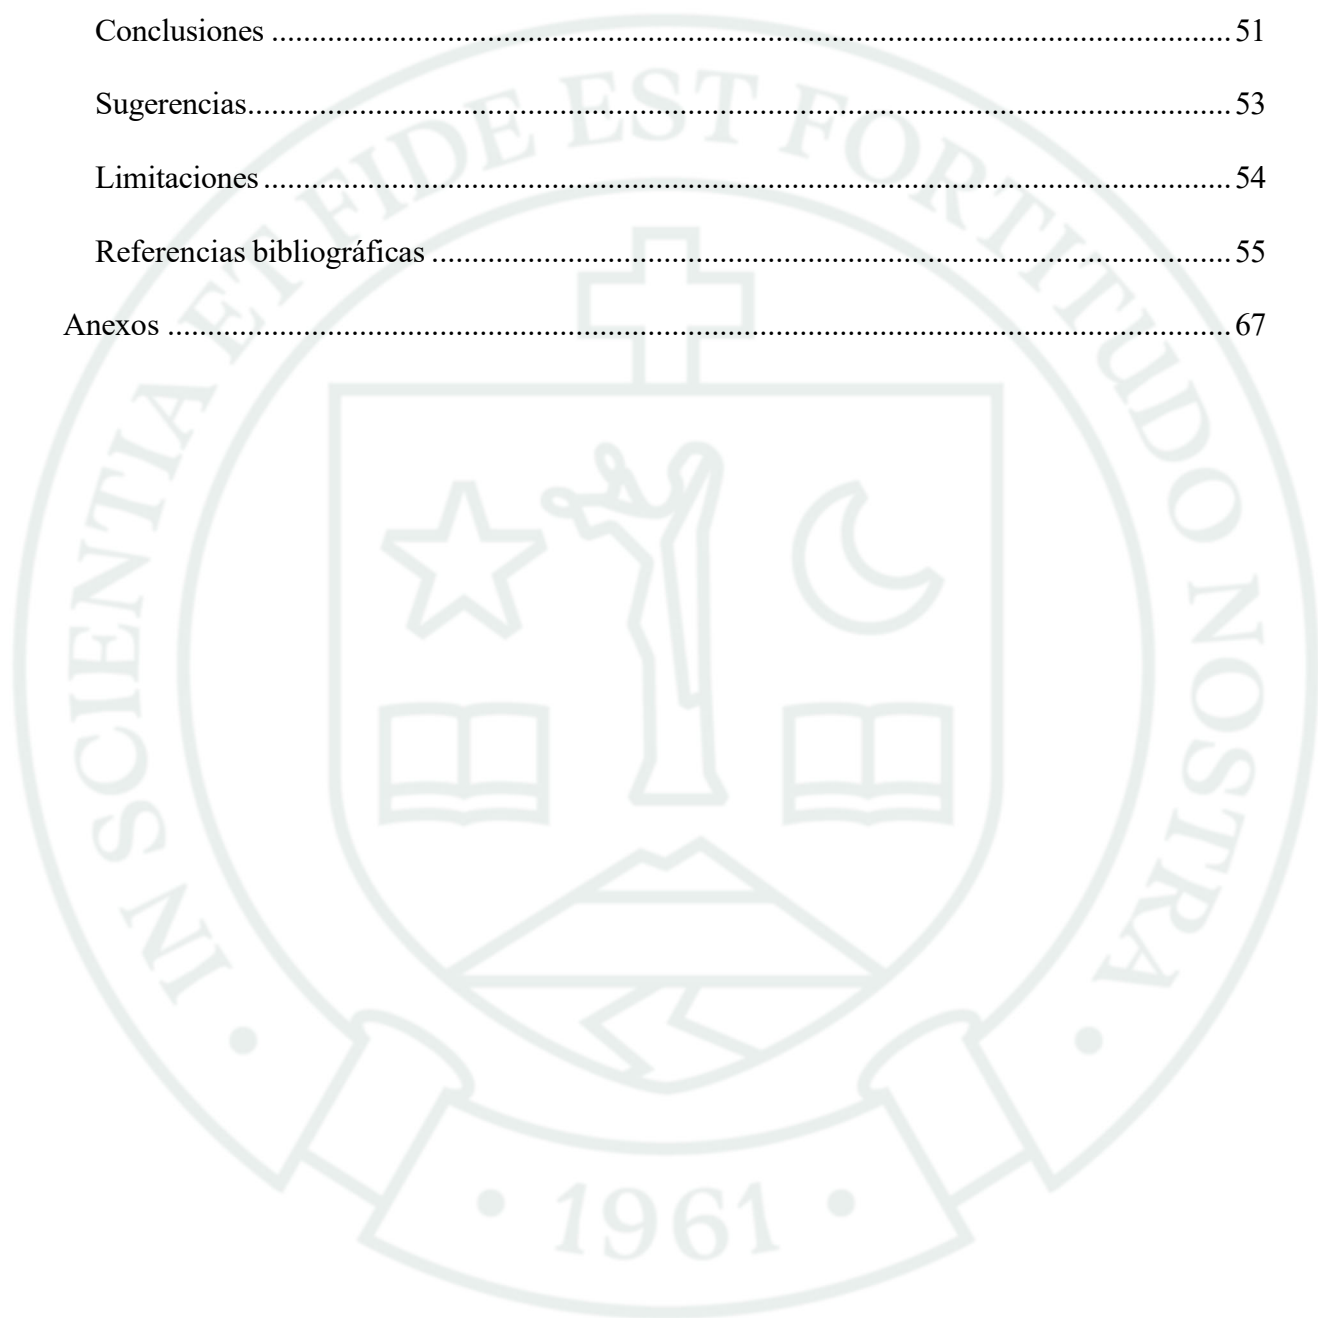 Conclusiones ........................................................................................................................ 51
Sugerencias........................................................................................................................... 53
Limitaciones ......................................................................................................................... 54
Referencias bibliográficas .................................................................................................... 55
Anexos ...................................................................................................................................... 67
IN SCIENTIA ET FIDE EST FORTITUDO NOSTRA
• 1961 •